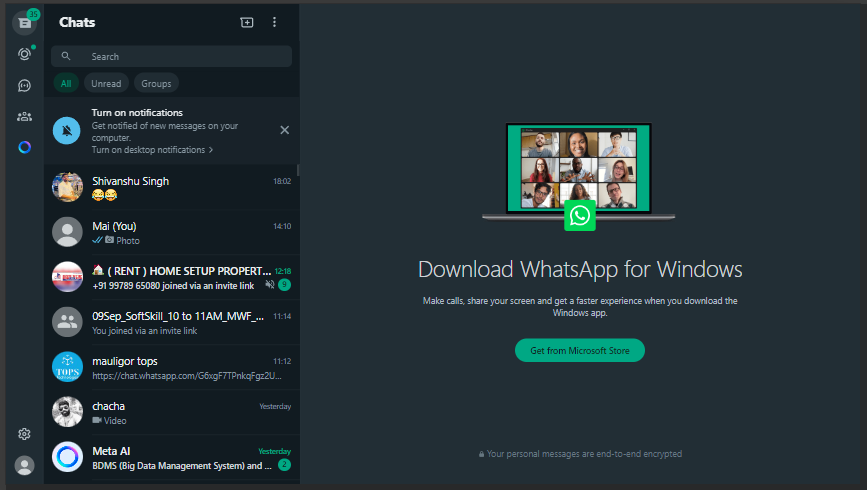 35
Chats
Search
All
Unread
Groups
Turn on notifications
Get notified of new messages on your
computer.
Turn on desktop notifications >
Shivanshu Singh
18:02
😂😂
Mai (You)
14:10
Photo
🏠 ( RENT ) HOME SETUP PROPERT...
12:18
+91 99789 65080 joined via an invite link
9
09Sep_SoftSkill_10 to 11AM_MWF_...
11:14
You joined via an invite link
mauligor tops
11:12
https://chat.whatsapp.com/G6xgF7TPnkqFgz2U...
TOPS
chacha
Yesterday
Video
Meta AI
Yesterday
BDMS (Big Data Management System) and ...
2
Download WhatsApp for Windows
Make calls, share your screen and get a faster experience when you download the
Windows app.
Get from Microsoft Store
Your personal messages are end-to-end encrypted